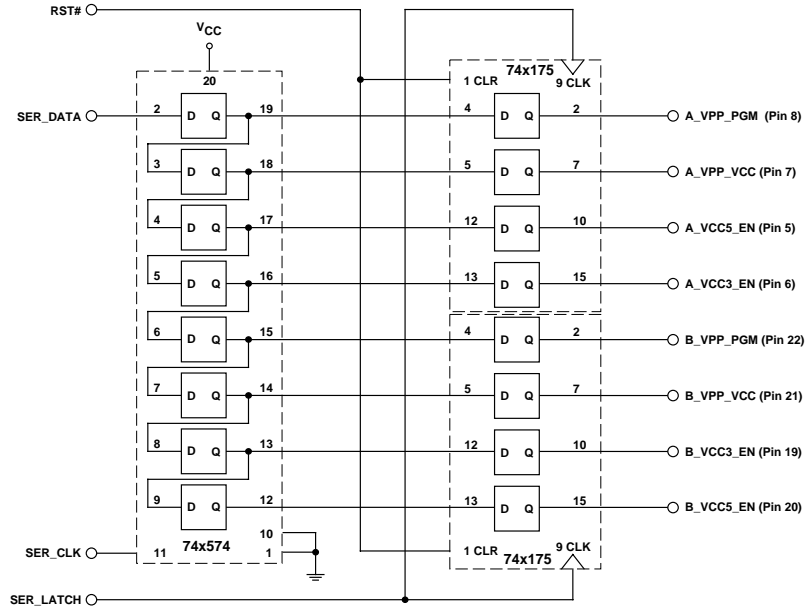 RST#
VCC
20
74x175
1 CLR
9 CLK
SER_DATA
2 D Q 19
4 D Q 2
A_VPP_PGM (Pin 8)
3 D Q 18
5 D Q 7
A_VPP_VCC (Pin 7)
4 D Q 17
12 D Q 10
A_VCC5_EN (Pin 5)
5 D Q 16
13 D Q 15
A_VCC3_EN (Pin 6)
6 D Q 15
4 D Q 2
B_VPP_PGM (Pin 22)
7 D Q 14
5 D Q 7
B_VPP_VCC (Pin 21)
8 D Q 13
12 D Q 10
B_VCC3_EN (Pin 19)
9 D Q 12
13 D Q 15
B_VCC5_EN (Pin 20)
SER_CLK
11
74x574
10
1
1 CLR
9 CLK
74x175
SER_LATCH